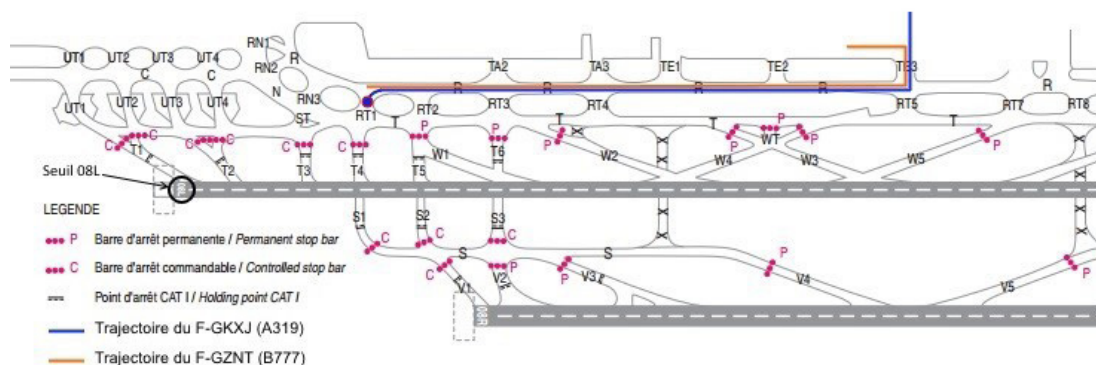 UT1 UT2 UT3 UT4 RN1 R RN2 TA2 TA3 TE1 TE2 TE3
C C R R R R
UT1 UT2 UT3 UT4 N RN3 RT1 RT2 RT3 RT4 RT5 RT7 RT8
ST T P P T P T P P T P
C C C C
T1 T2 T3 T4 T5 W1 T6 W2 W4 WT W3 W5
Seuil 08L
LEGENDE
S1 S2 S3
P Barre d'arrêt permanente / Permanent stop bar
C C C S S
C Barre d'arrêt commandable / Controlled stop bar
C V1 V2 P P V3 P V4 V5 P
Point d'arrêt CAT I / Holding point CAT I
08R
Trajectoire du F-GKXJ (A319)
Trajectoire du F-GZNT (B777)